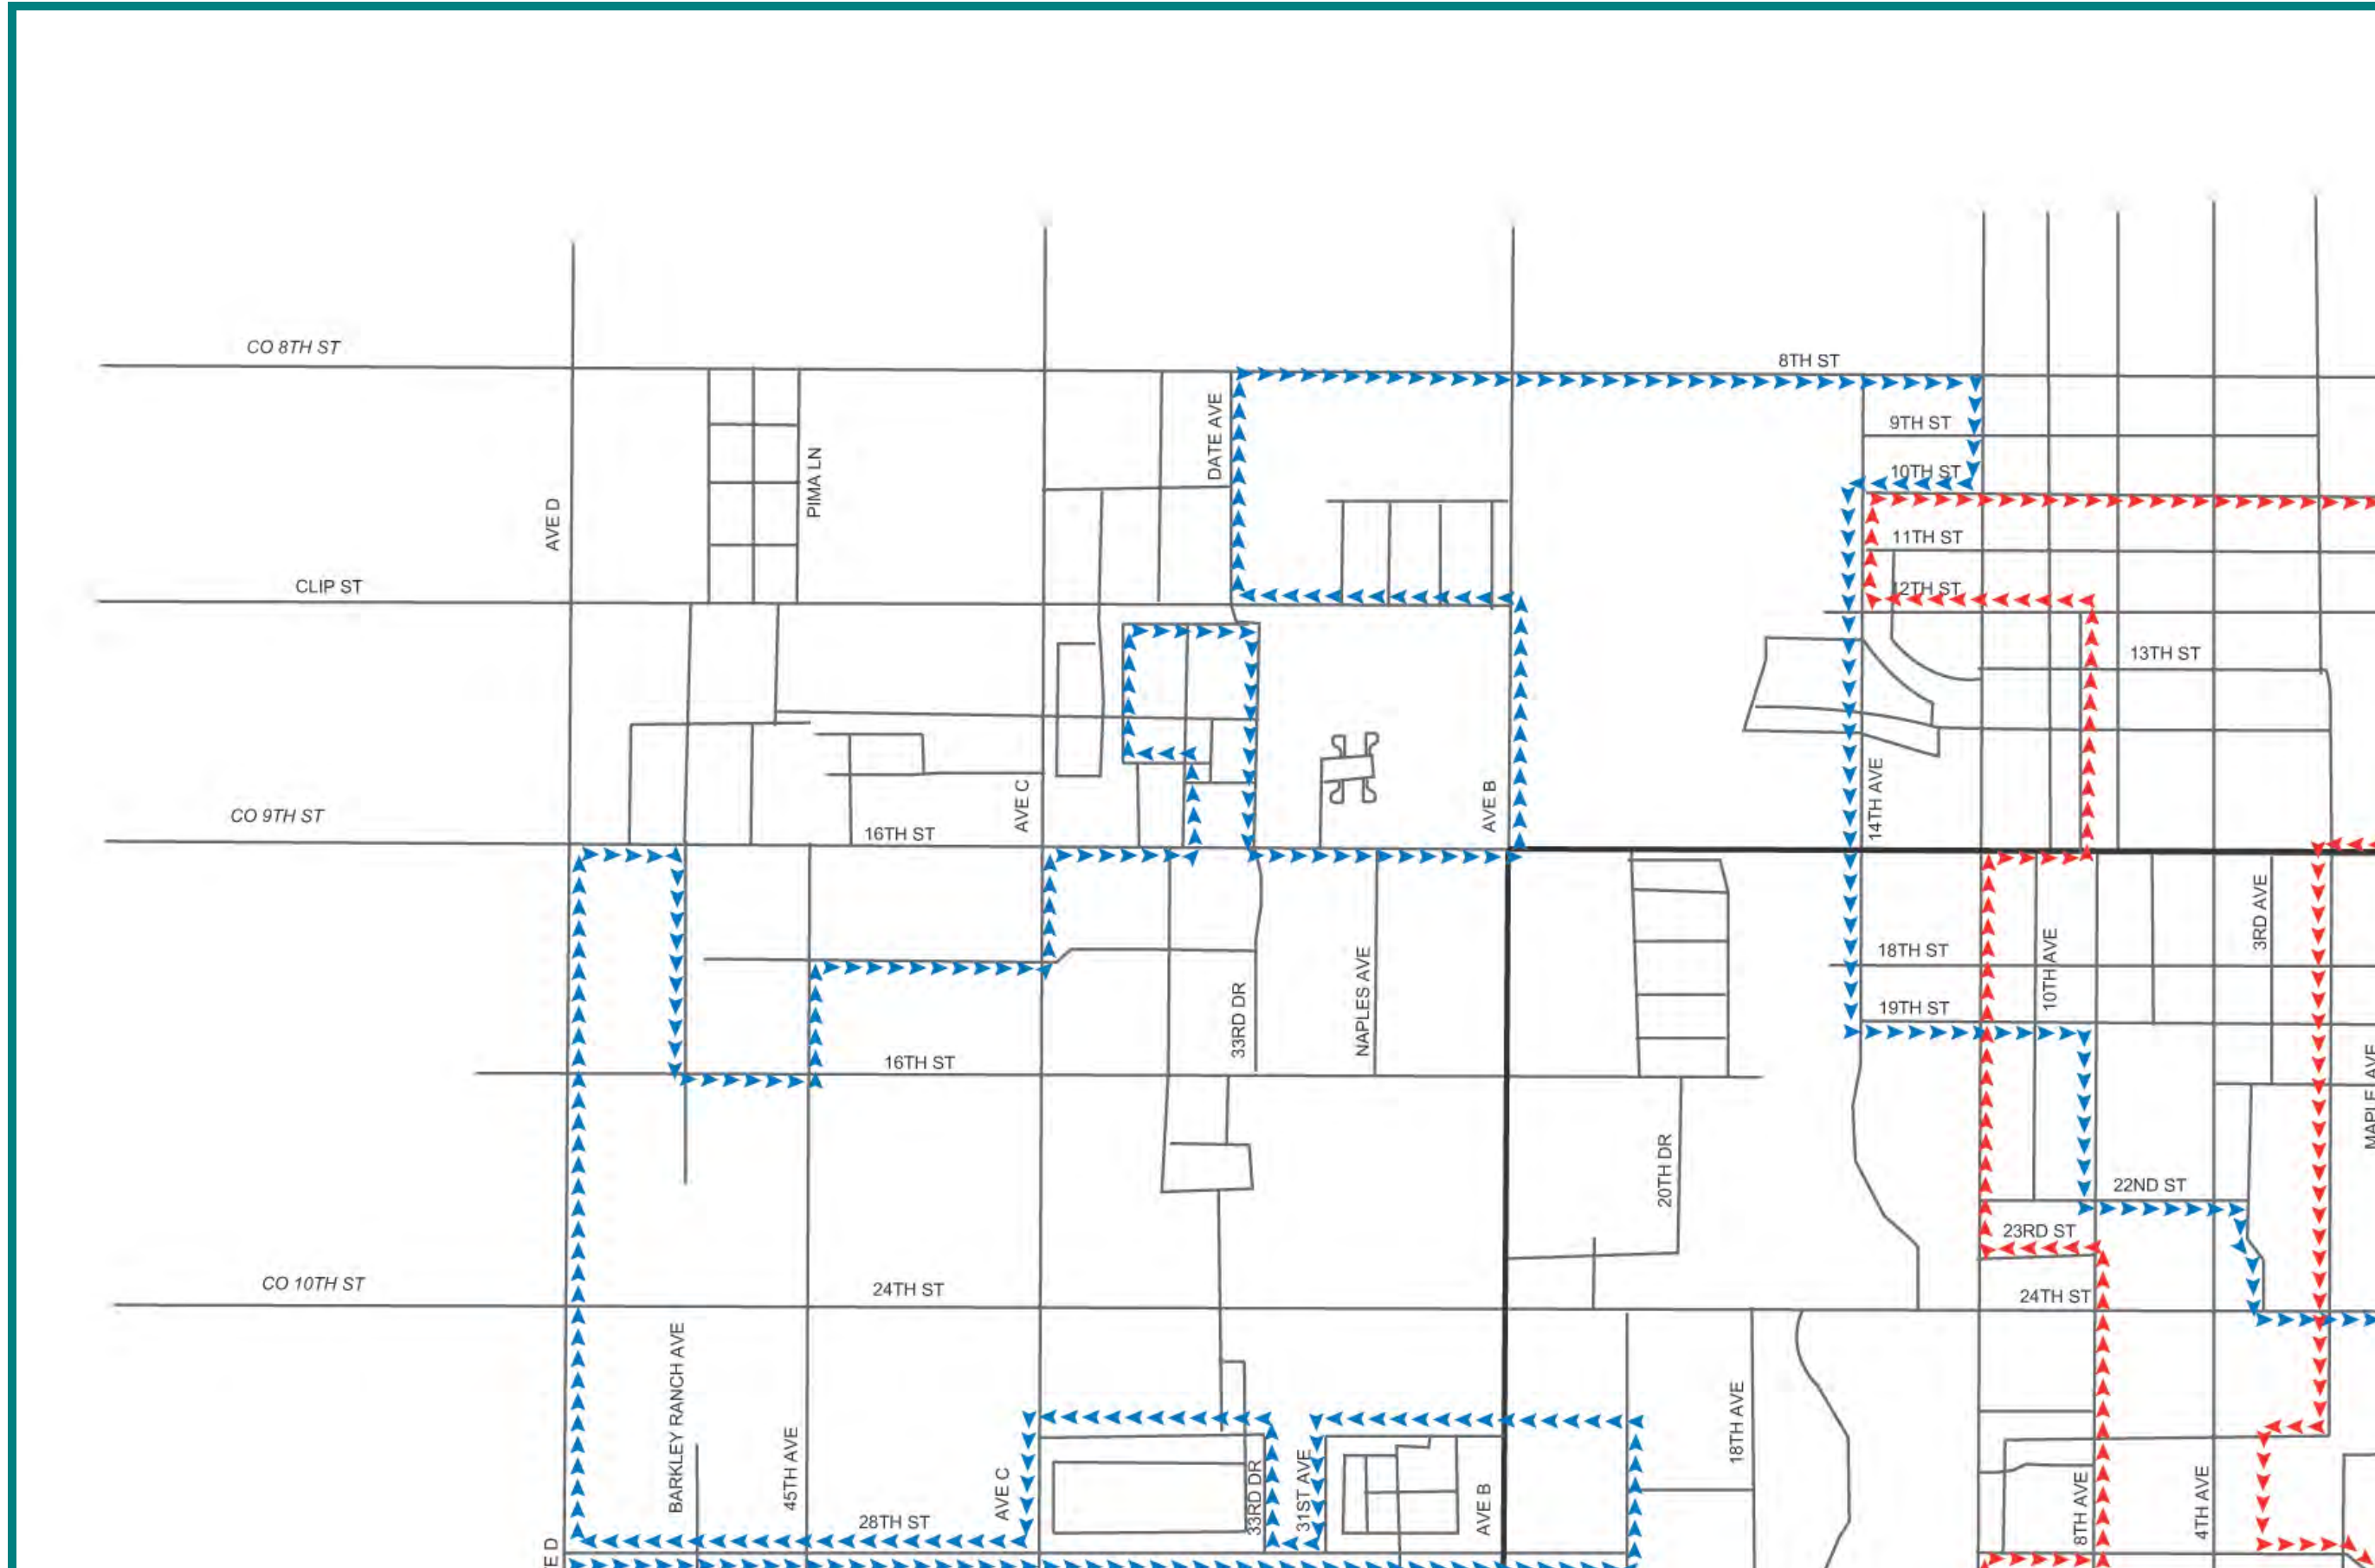 CO 8TH ST
8TH ST
DATE AVE
9TH ST
PIMA LN
10TH ST
AVE D
11TH ST
CLIP ST
12TH ST
13TH ST
AVE C
AVE B
14TH AVE
CO 9TH ST
16TH ST
3RD AVE
18TH ST
10TH AVE
33RD DR
NAPLES AVE
19TH ST
16TH ST
MAPLE AVE
20TH DR
22ND ST
23RD ST
CO 10TH ST
24TH ST
24TH ST
BARKLEY RANCH AVE
18TH AVE
45TH AVE
AVE C
33RD DR
31ST AVE
AVE B
8TH AVE
4TH AVE
28TH ST
E D